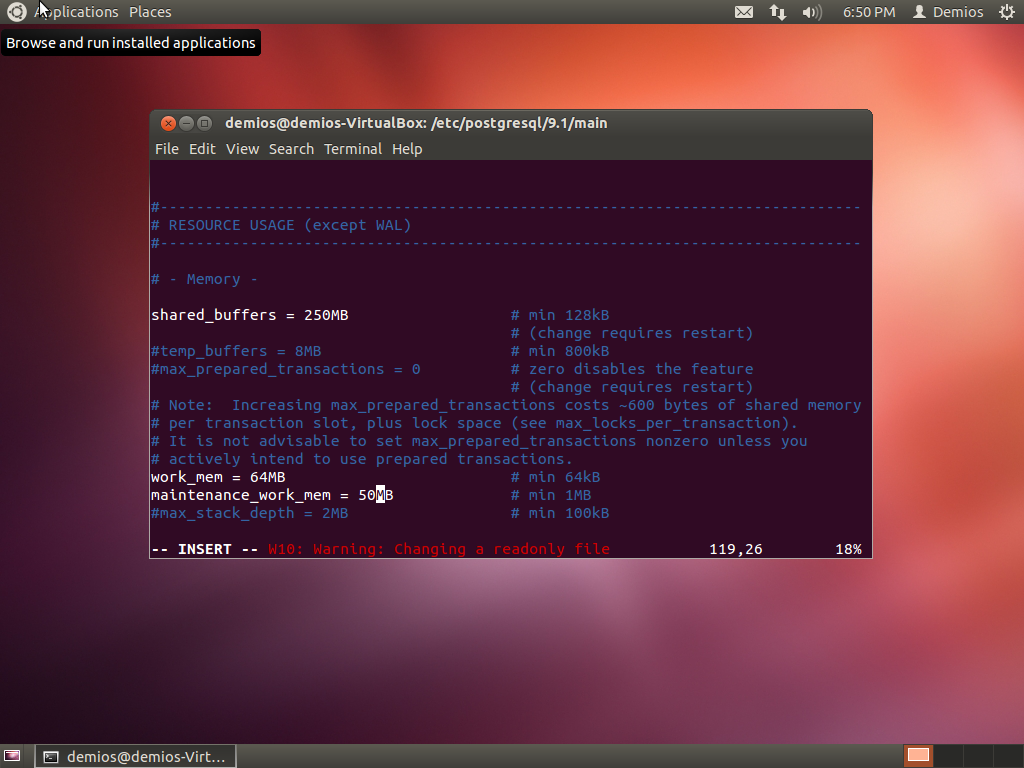 Applications Places 6:50 PM Demios
Browse and run installed applications
demios@demios-VirtualBox: /etc/postgresql/9.1/main
File Edit View Search Terminal Help
#------------------------------------------------------------------------------
# RESOURCE USAGE (except WAL)
#------------------------------------------------------------------------------
# - Memory -
shared_buffers = 250MB # min 128kB
# (change requires restart)
#temp_buffers = 8MB # min 800kB
#max_prepared_transactions = 0 # zero disables the feature
# (change requires restart)
# Note:  Increasing max_prepared_transactions costs ~600 bytes of shared memory
# per transaction slot, plus lock space (see max_locks_per_transaction).
# It is not advisable to set max_prepared_transactions nonzero unless you
# actively intend to use prepared transactions.
work_mem = 64MB # min 64kB
maintenance_work_mem = 50MB # min 1MB
#max_stack_depth = 2MB # min 100kB
-- INSERT -- W10: Warning: Changing a readonly file 119,26 18%
demios@demios-Virt...